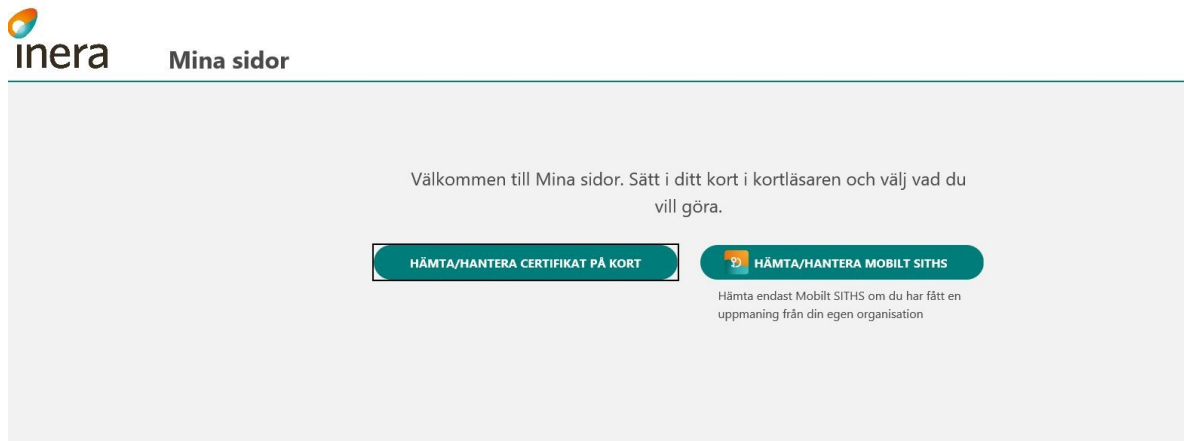 inera
Mina sidor
Välkommen till Mina sidor. Sätt i ditt kort i kortläsaren och välj vad du
vill göra.
HÄMTA/HANTERA CERTIFIKAT PÅ KORT
HÄMTA/HANTERA MOBILT SITHS
Hämta endast Mobilt SITHS om du har fått en
uppmaning från din egen organisation